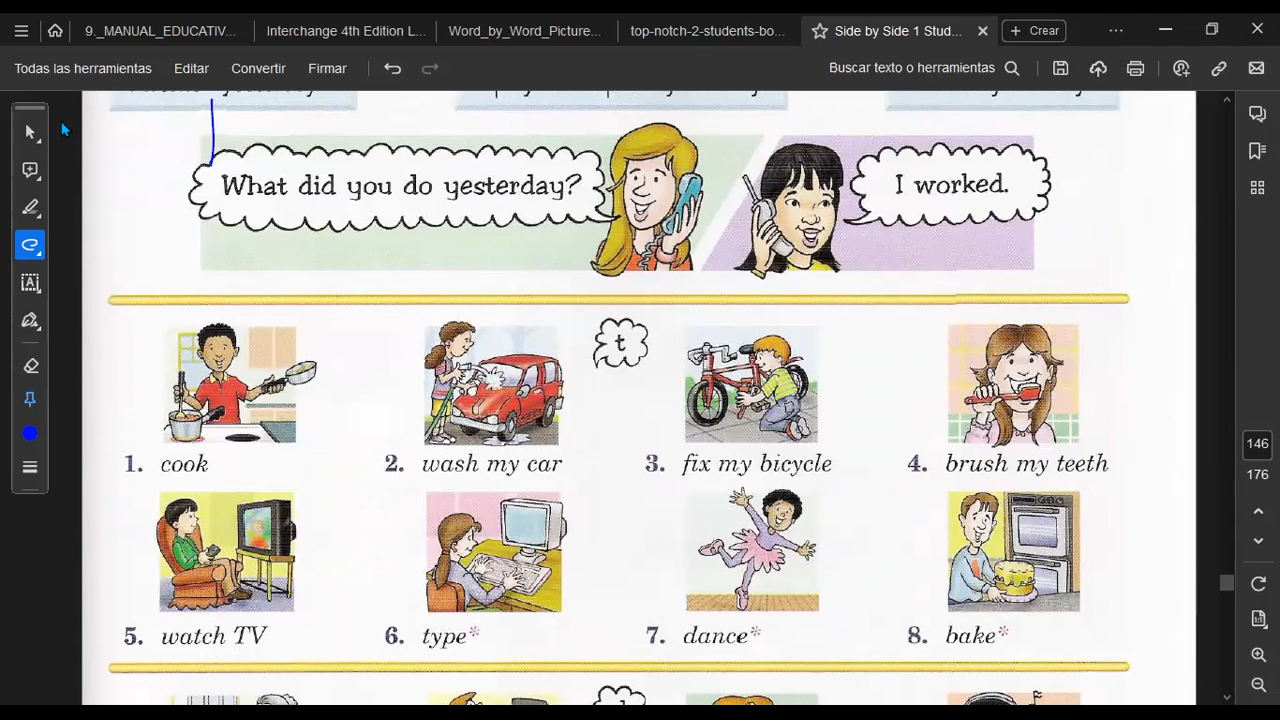 9._MANUAL_EDUCATIV...
Interchange 4th Edition L...
Word_by_Word_Picture...
top-notch-2-students-bo...
Side by Side 1 Stud...
Crear
Todas las herramientas
Editar
Convertir
Firmar
Buscar texto o herramientas
What did you do yesterday?
I worked.
t
1. cook
2. wash my car
3. fix my bicycle
4. brush my teeth
5. watch TV
6. type*
7. dance*
8. bake*
146
176